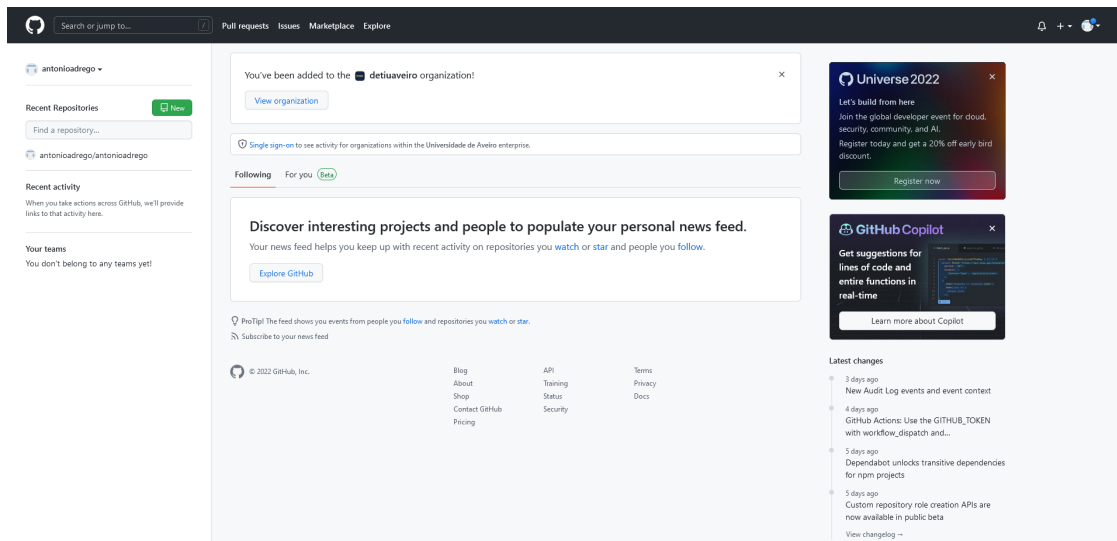 Search or jump to...
/
Pull requests
Issues
Marketplace
Explore
antonioadrego
Recent Repositories
New
Find a repository...
antonioadrego/antonioadrego
Recent activity
When you take actions across GitHub, we'll provide
links to that activity here.
Your teams
You don't belong to any teams yet!
You've been added to the detiuaveiro organization!
View organization
Single sign-on to see activity for organizations within the Universidade de Aveiro enterprise.
Following
For you
Beta
Discover interesting projects and people to populate your personal news feed.
Your news feed helps you keep up with recent activity on repositories you watch or star and people you follow.
Explore GitHub
ProTip! The feed shows you events from people you follow and repositories you watch or star.
Subscribe to your news feed
© 2022 GitHub, Inc.
Blog
About
Shop
Contact GitHub
Pricing
API
Training
Status
Security
Terms
Privacy
Docs
Universe2022
Let's build from here
Join the global developer event for cloud,
security, community, and AI.
Register today and get a 20% off early bird
discount.
Register now
GitHub Copilot
Get suggestions for
lines of code and
entire functions in
real-time
Learn more about Copilot
Latest changes
3 days ago
New Audit Log events and event context
4 days ago
GitHub Actions: Use the GITHUB_TOKEN
with workflow_dispatch and...
5 days ago
Dependabot unlocks transitive dependencies
for npm projects
5 days ago
Custom repository role creation APIs are
now available in public beta
View changelog →